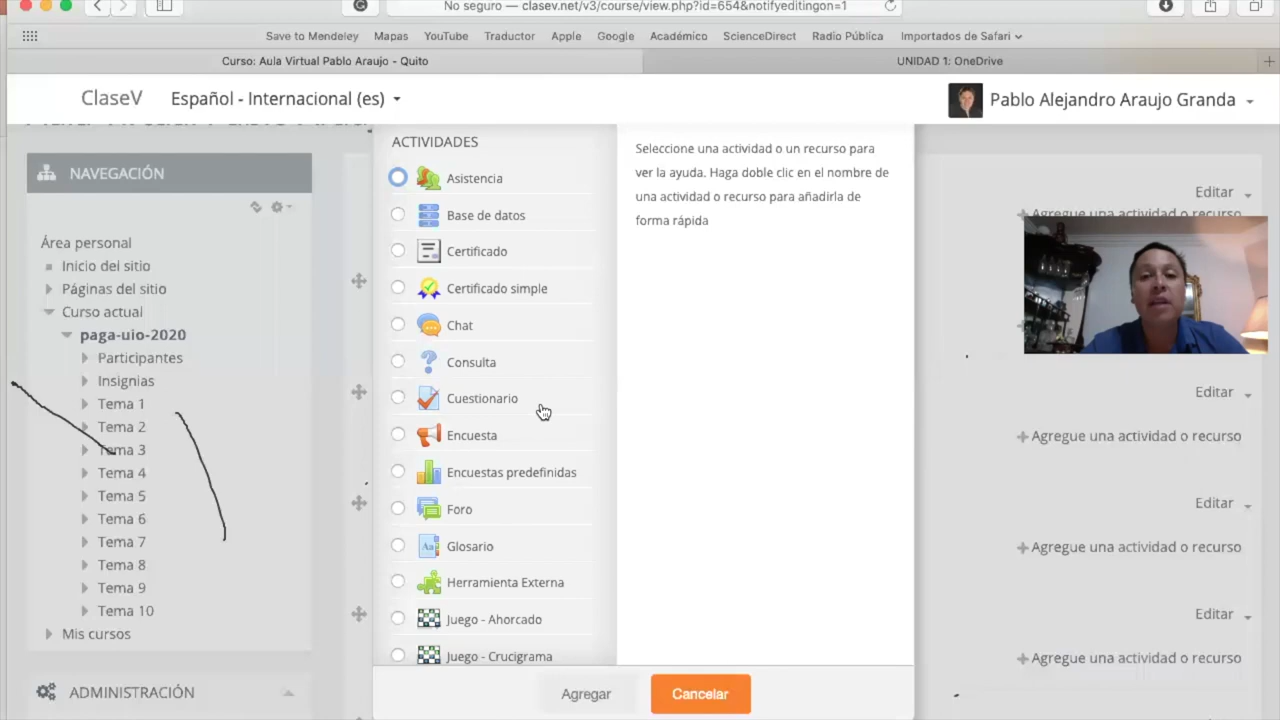 No seguro — clasev.net/v3/course/view.php?id=654&notifyeditingon=1
Save to Mendeley Mapas YouTube Traductor Apple Google Académico ScienceDirect Radio Pública Importados de Safari
Curso: Aula Virtual Pablo Araujo - Quito
UNIDAD 1: OneDrive
ClaseV Español - Internacional (es)
Pablo Alejandro Araujo Granda
NAVEGACIÓN
Área personal
Inicio del sitio
Páginas del sitio
Curso actual
paga-uio-2020
Participantes
Insignias
Tema 1
Tema 2
Tema 3
Tema 4
Tema 5
Tema 6
Tema 7
Tema 8
Tema 9
Tema 10
Mis cursos
ADMINISTRACIÓN
ACTIVIDADES
Asistencia
Base de datos
Certificado
Certificado simple
Chat
Consulta
Cuestionario
Encuesta
Encuestas predefinidas
Foro
Glosario
Herramienta Externa
Juego - Ahorcado
Juego - Crucigrama
Seleccione una actividad o un recurso para
ver la ayuda. Haga doble clic en el nombre de
una actividad o recurso para añadirla de
forma rápida
Agregar
Cancelar
Editar
Agregue una actividad o recurso
Editar
Agregue una actividad o recurso
Editar
Agregue una actividad o recurso
Editar
Agregue una actividad o recurso